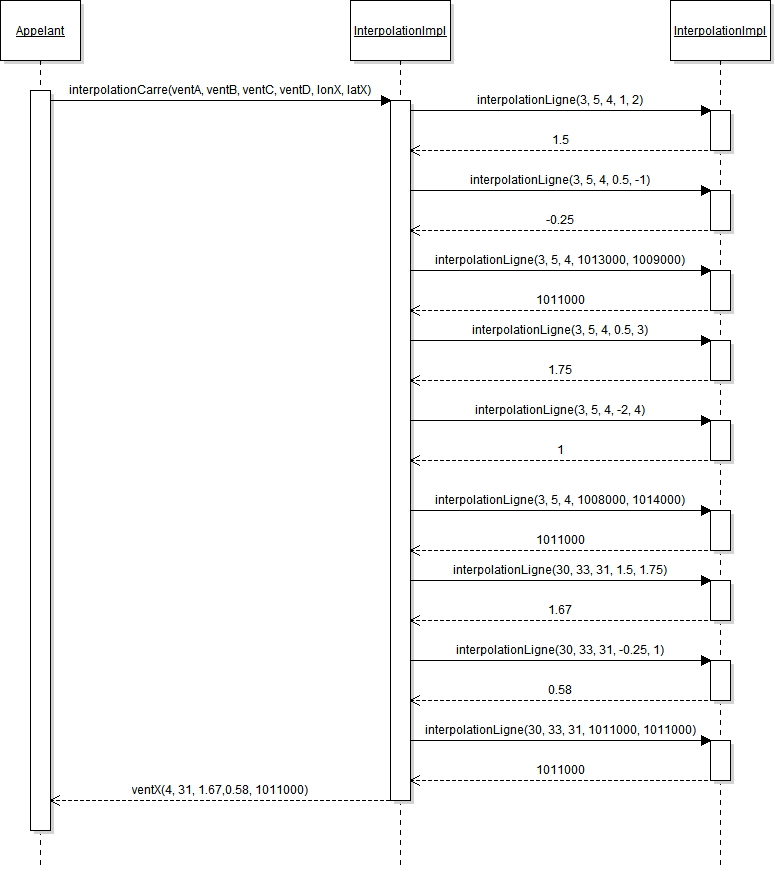 Appelant
InterpolationImpl
InterpolationImpl
interpolationCarre(ventA, ventB, ventC, ventD, lonX, latX)
interpolationLigne(3, 5, 4, 1, 2)
1.5
interpolationLigne(3, 5, 4, 0.5, -1)
-0.25
interpolationLigne(3, 5, 4, 1013000, 1009000)
1011000
interpolationLigne(3, 5, 4, 0.5, 3)
1.75
interpolationLigne(3, 5, 4, -2, 4)
1
interpolationLigne(3, 5, 4, 1008000, 1014000)
1011000
interpolationLigne(30, 33, 31, 1.5, 1.75)
1.67
interpolationLigne(30, 33, 31, -0.25, 1)
0.58
interpolationLigne(30, 33, 31, 1011000, 1011000)
1011000
ventX(4, 31, 1.67,0.58, 1011000)